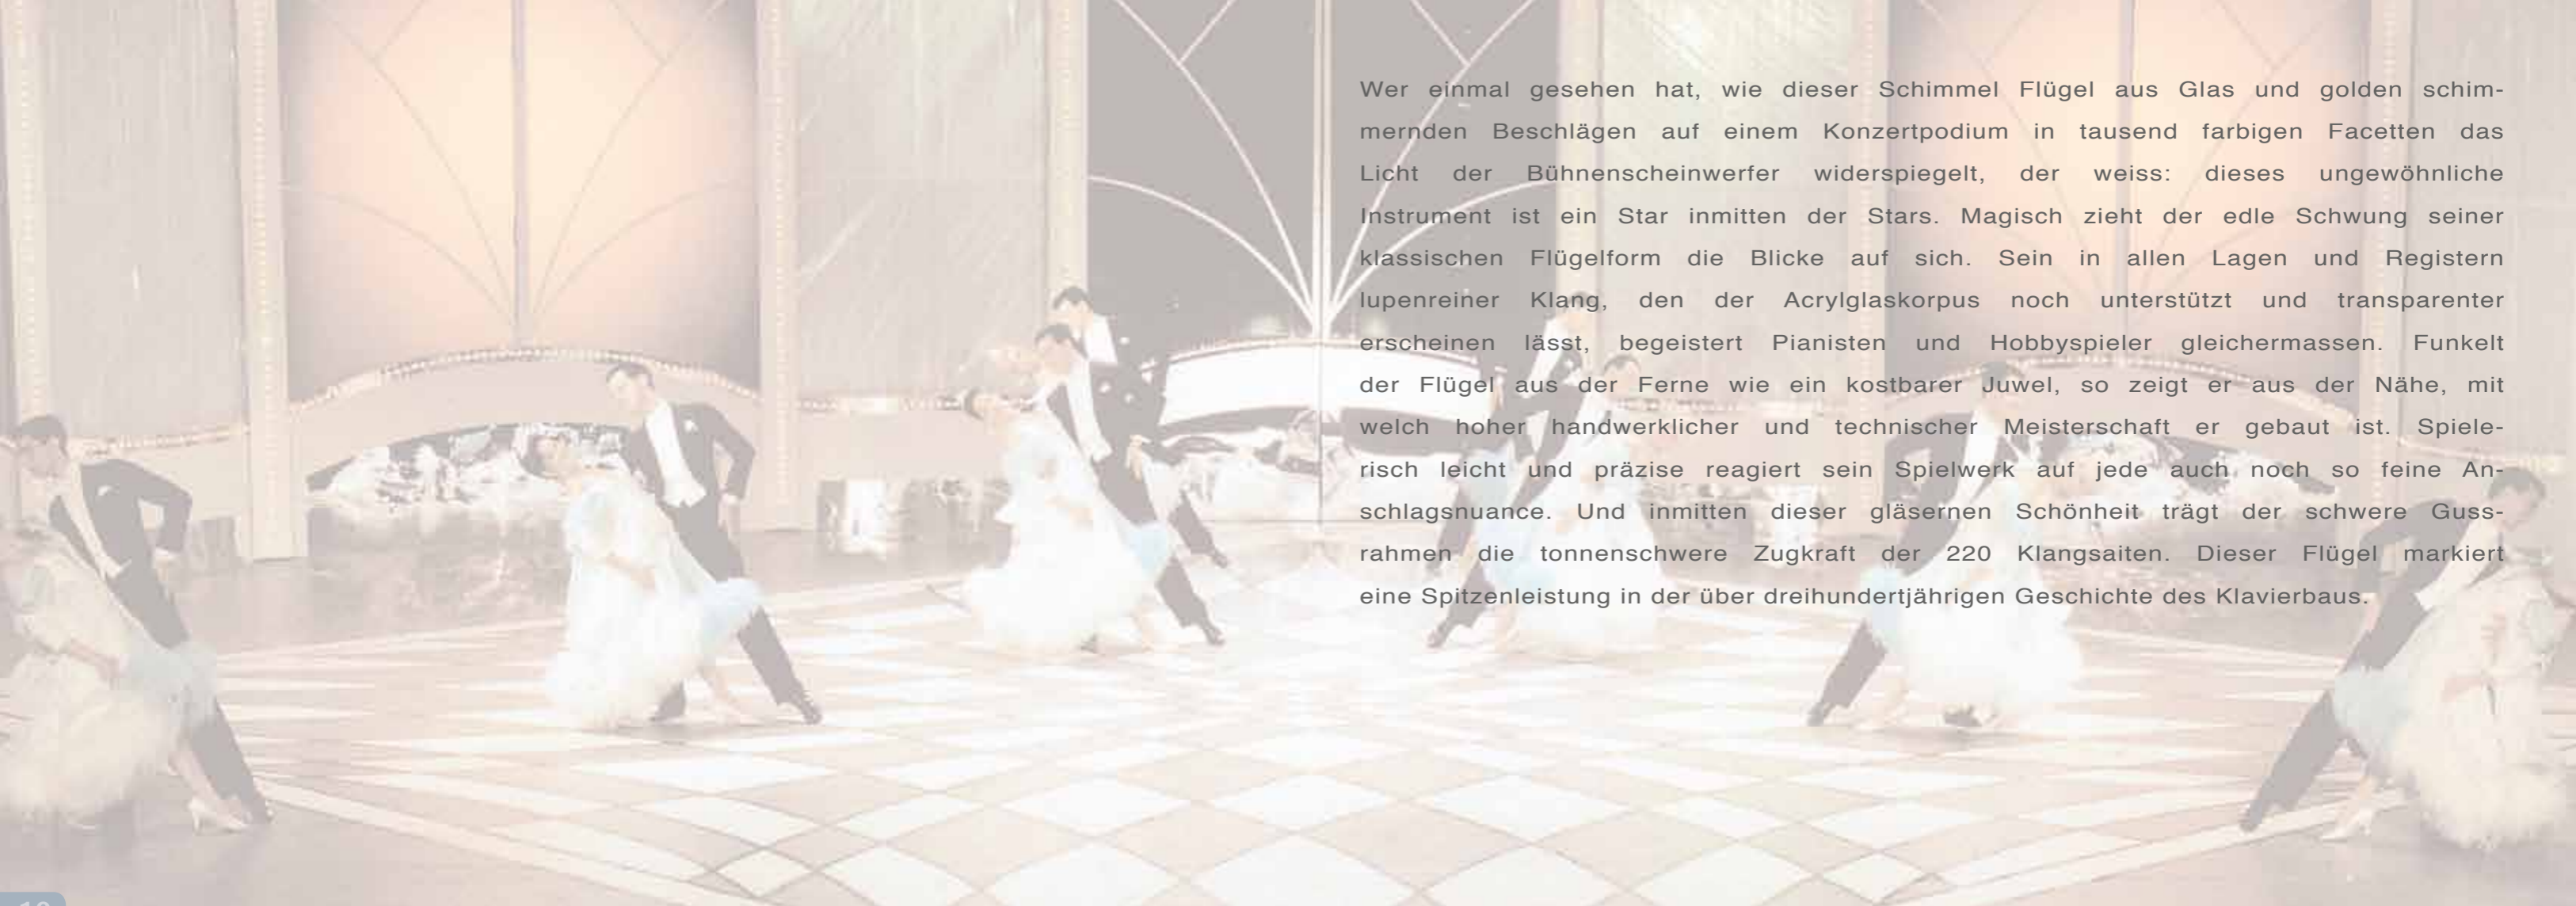 Wer einmal gesehen hat, wie dieser Schimmel Flügel aus Glas und golden schim-
mernden Beschlägen auf einem Konzertpodium in tausend farbigen Facetten das
Licht der Bühnenscheinwerfer widerspiegelt, der weiss: dieses ungewöhnliche
Instrument ist ein Star inmitten der Stars. Magisch zieht der edle Schwung seiner
klassischen Flügelform die Blicke auf sich. Sein in allen Lagen und Registern
lupenreiner Klang, den der Acrylglaskorpus noch unterstützt und transparenter
erscheinen lässt, begeistert Pianisten und Hobbyspieler gleichermassen. Funkelt
der Flügel aus der Ferne wie ein kostbarer Juwel, so zeigt er aus der Nähe, mit
welch hoher handwerklicher und technischer Meisterschaft er gebaut ist. Spiele-
risch leicht und präzise reagiert sein Spielwerk auf jede auch noch so feine An-
schlagsnuance. Und inmitten dieser gläsernen Schönheit trägt der schwere Guss-
rahmen die tonnenschwere Zugkraft der 220 Klangsaiten. Dieser Flügel markiert
eine Spitzenleistung in der über dreihundertjährigen Geschichte des Klavierbaus.